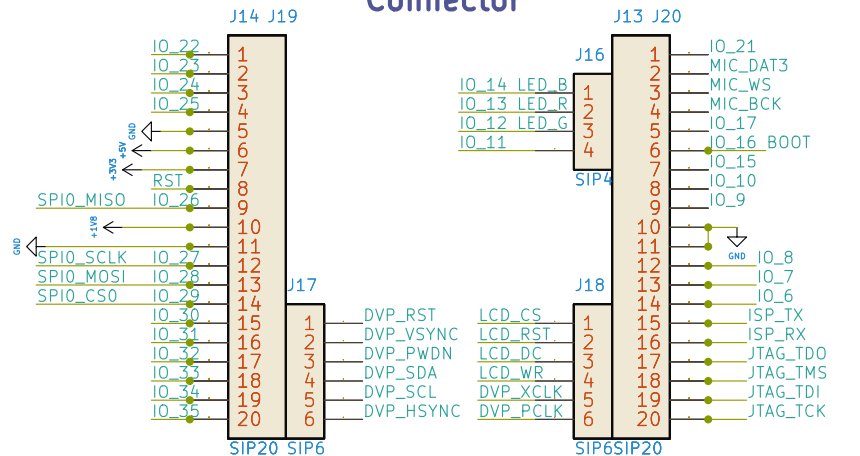 Connector
J14 J19
IO_22 1
IO_23 2
IO_24 3
IO_25 4
GND 5
+5V 6
+3V3 7
RST 8
SPI0_MISO IO_26 9
+1V8 10
GND 11
SPI0_SCLK IO_27 12
SPI0_MOSI IO_28 13
SPI0_CS0 IO_29 14
IO_30 15
IO_31 16
IO_32 17
IO_33 18
IO_34 19
IO_35 20
SIP20
J17
1 DVP_RST
2 DVP_VSYNC
3 DVP_PWDN
4 DVP_SDA
5 DVP_SCL
6 DVP_HSYNC
SIP6
J16
IO_14 LED_B 1
IO_13 LED_R 2
IO_12 LED_G 3
IO_11 4
SIP4
J18
LCD_CS 1
LCD_RST 2
LCD_DC 3
LCD_WR 4
DVP_XCLK 5
DVP_PCLK 6
SIP6
J13 J20
1 IO_21
2 MIC_DAT3
3 MIC_WS
4 MIC_BCK
5 IO_17
6 IO_16 BOOT
7 IO_15
8 IO_10
9 IO_9
10
11 GND
12 IO_8
13 IO_7
14 IO_6
15 ISP_TX
16 ISP_RX
17 JTAG_TDO
18 JTAG_TMS
19 JTAG_TDI
20 JTAG_TCK
SIP20